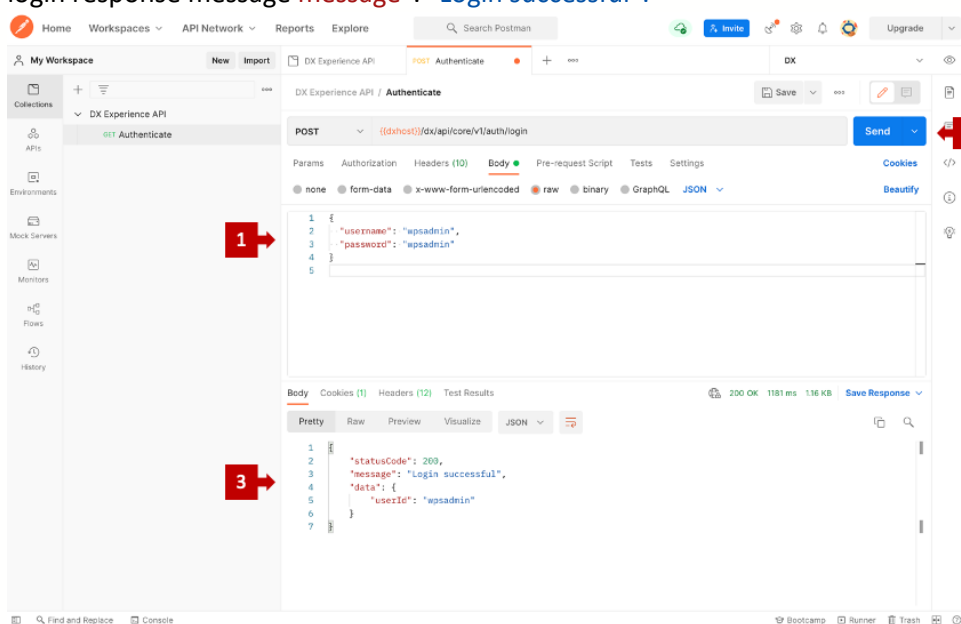 login response message message": "Login successful".
Home Workspaces API Network Reports Explore Search Postman Invite Upgrade
My Workspace New Import DX Experience API POST Authenticate DX
Collections
DX Experience API
GET Authenticate
DX Experience API / Authenticate Save
APIs
POST {{dxhost}}/dx/api/core/v1/auth/login Send
Params Authorization Headers (10) Body Pre-request Script Tests Settings Cookies
Environments
none form-data x-www-form-urlencoded raw binary GraphQL JSON Beautify
Mock Servers
1
1 {
2 "username": "wpsadmin",
3 "password": "wpsadmin"
4 }
5
Monitors
Flows
History
Body Cookies (1) Headers (12) Test Results 200 OK 1181 ms 1.16 KB Save Response
Pretty Raw Preview Visualize JSON
3
1 {
2 "statusCode": 200,
3 "message": "Login successful",
4 "data": {
5 "userId": "wpsadmin"
6 }
7 }
Find and Replace Console Bootcamp Runner Trash